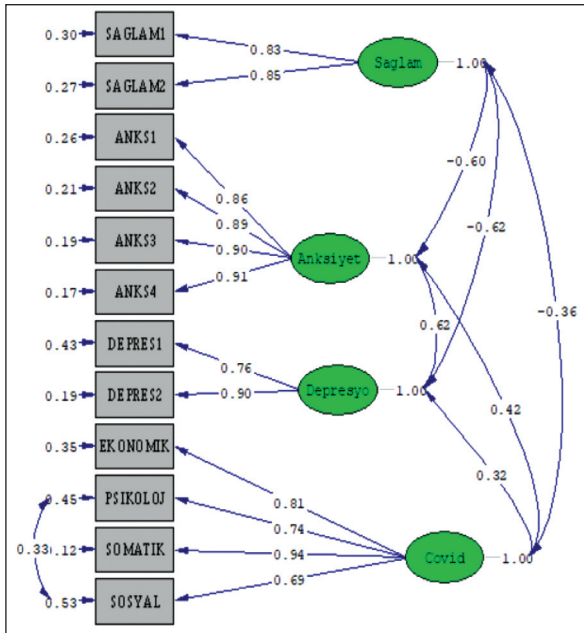 0.30 SAGLAM1
0.83
Saglam 1.00
0.27 SAGLAM2
0.85
0.26 ANKS1
0.86
-0.60
0.21 ANKS2
0.89
-0.62
0.19 ANKS3
0.90
Anksiyet 1.00
0.17 ANKS4
0.91
-0.36
0.62
0.43 DEPRES1
0.76
Depresyo 1.00
0.19 DEPRES2
0.90
0.42
0.35 EKONOMIK
0.81
0.32
0.45 PSIKOLOJ
0.74
0.33
0.12 SOMATIK
0.94
Covid 1.00
0.53 SOSYAL
0.69